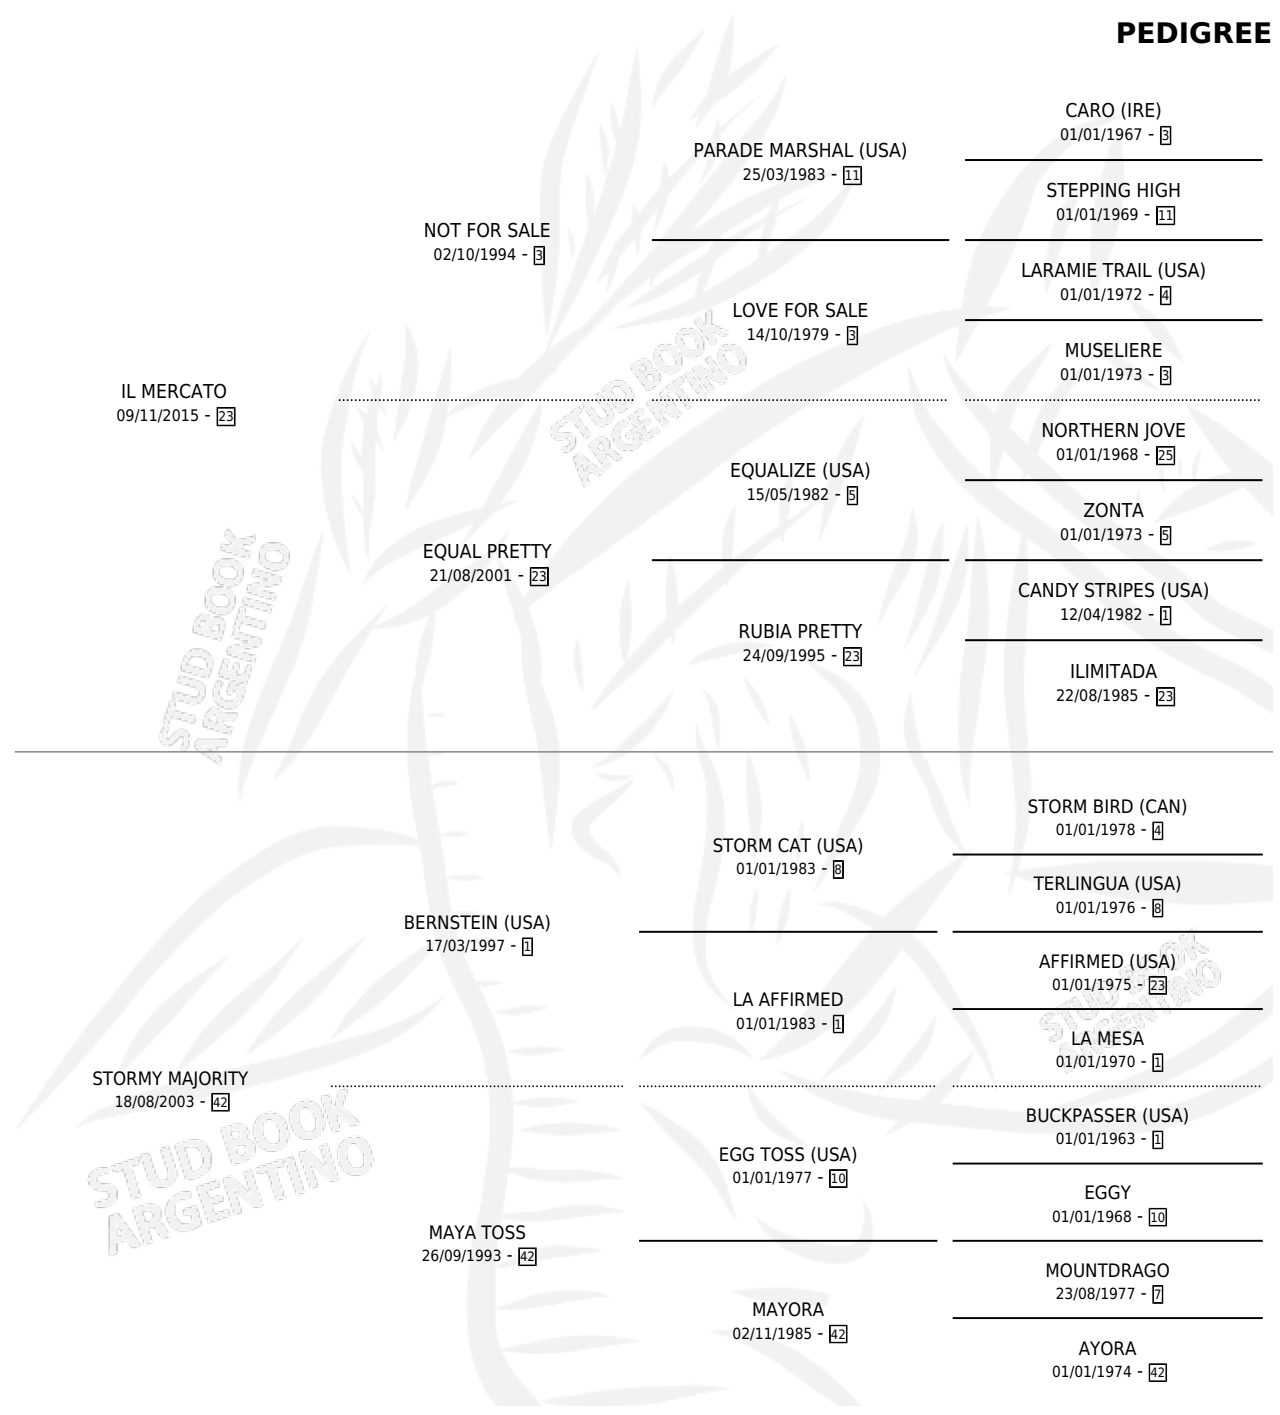 PEDIGREE
CARO (IRE)
01/01/1967 - 3
PARADE MARSHAL (USA)
25/03/1983 - 11
STEPPING HIGH
01/01/1969 - 11
NOT FOR SALE
02/10/1994 - 3
LARAMIE TRAIL (USA)
01/01/1972 - 4
LOVE FOR SALE
14/10/1979 - 3
MUSELIERE
01/01/1973 - 3
IL MERCATO
09/11/2015 - 23
STUD BOOK
ARGENTINO
NORTHERN JOVE
01/01/1968 - 25
EQUALIZE (USA)
15/05/1982 - 5
ZONTA
01/01/1973 - 5
EQUAL PRETTY
21/08/2001 - 23
CANDY STRIPES (USA)
12/04/1982 - 1
RUBIA PRETTY
24/09/1995 - 23
ILIMITADA
22/08/1985 - 23
STUD BOOK
ARGENTINO
STORM BIRD (CAN)
01/01/1978 - 4
STORM CAT (USA)
01/01/1983 - 8
TERLINGUA (USA)
01/01/1976 - 8
BERNSTEIN (USA)
17/03/1997 - 1
AFFIRMED (USA)
01/01/1975 - 23
LA AFFIRMED
01/01/1983 - 1
STUD BOOK
ARGENTINO
LA MESA
01/01/1970 - 1
STORMY MAJORITY
18/08/2003 - 42
STUD BOOK
ARGENTINO
BUCKPASSER (USA)
01/01/1963 - 1
EGG TOSS (USA)
01/01/1977 - 10
EGGY
01/01/1968 - 10
MAYA TOSS
26/09/1993 - 42
MOUNTDRAGO
23/08/1977 - 7
MAYORA
02/11/1985 - 42
AYORA
01/01/1974 - 42